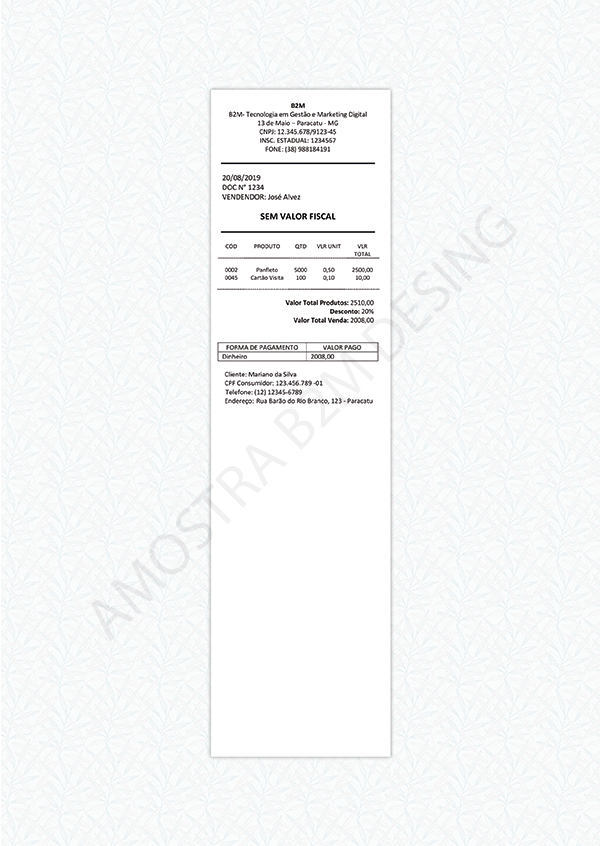 B2M
B2M- Tecnologia em Gestão e Marketing Digital
13 de Maio – Paracatu - MG
CNPJ: 12.345.678/9123-45
INSC. ESTADUAL: 1234567
FONE: (38) 988184191
20/08/2019
DOC N° 1234
VENDENDOR: José Alvez
SEM VALOR FISCAL
CÓD PRODUTO QTD VLR UNIT VLR TOTAL
0002 Panfleto 5000 0,50 2500,00
0045 Cartão Visita 100 0,10 10,00
Valor Total Produtos: 2510,00
Desconto: 20%
Valor Total Venda: 2008,00
FORMA DE PAGAMENTO VALOR PAGO
Dinheiro 2008,00
Cliente: Mariano da Silva
CPF Consumidor: 123.456.789 -01
Telefone: (12) 12345-6789
Endereço: Rua Barão do Rio Branco, 123 - Paracatu
AMOSTRA B2M DESING